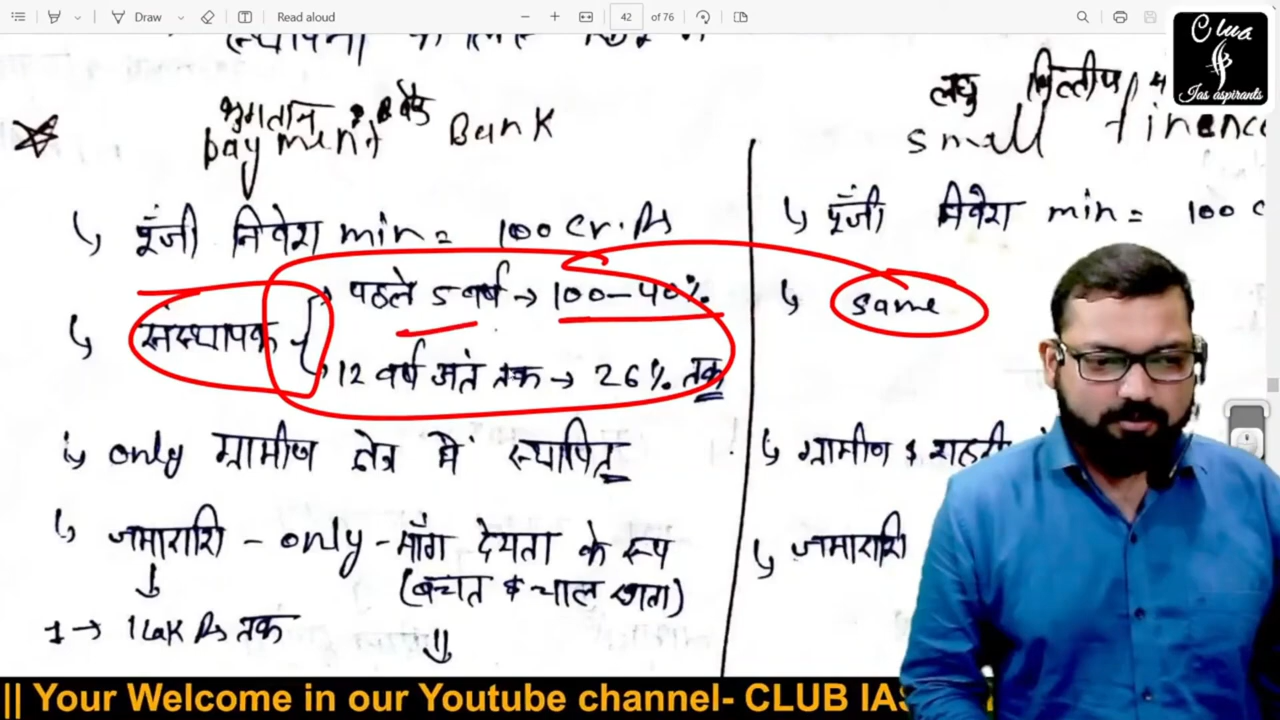 Draw
Read aloud
42
of 76
Clua
Ias aspirants
भुगतान बैंक
payment Bank
लघु वित्तीय
small finance
पूँजी निवेश min = 100 Cr. Rs
पूँजी निवेश min = 100 C
संस्थापक
पहले 5 वर्ष → 100-40%
12 वर्ष अंत तक → 26% तक
same
only ग्रामीण क्षेत्र में स्थापित
ग्रामीण & शहरी
जमाराशि - only - माँग देयता के रूप
(बचत & चालू खाता)
जमाराशि
1 → 1 Lak Rs तक
|| Your Welcome in our Youtube channel- CLUB IAS